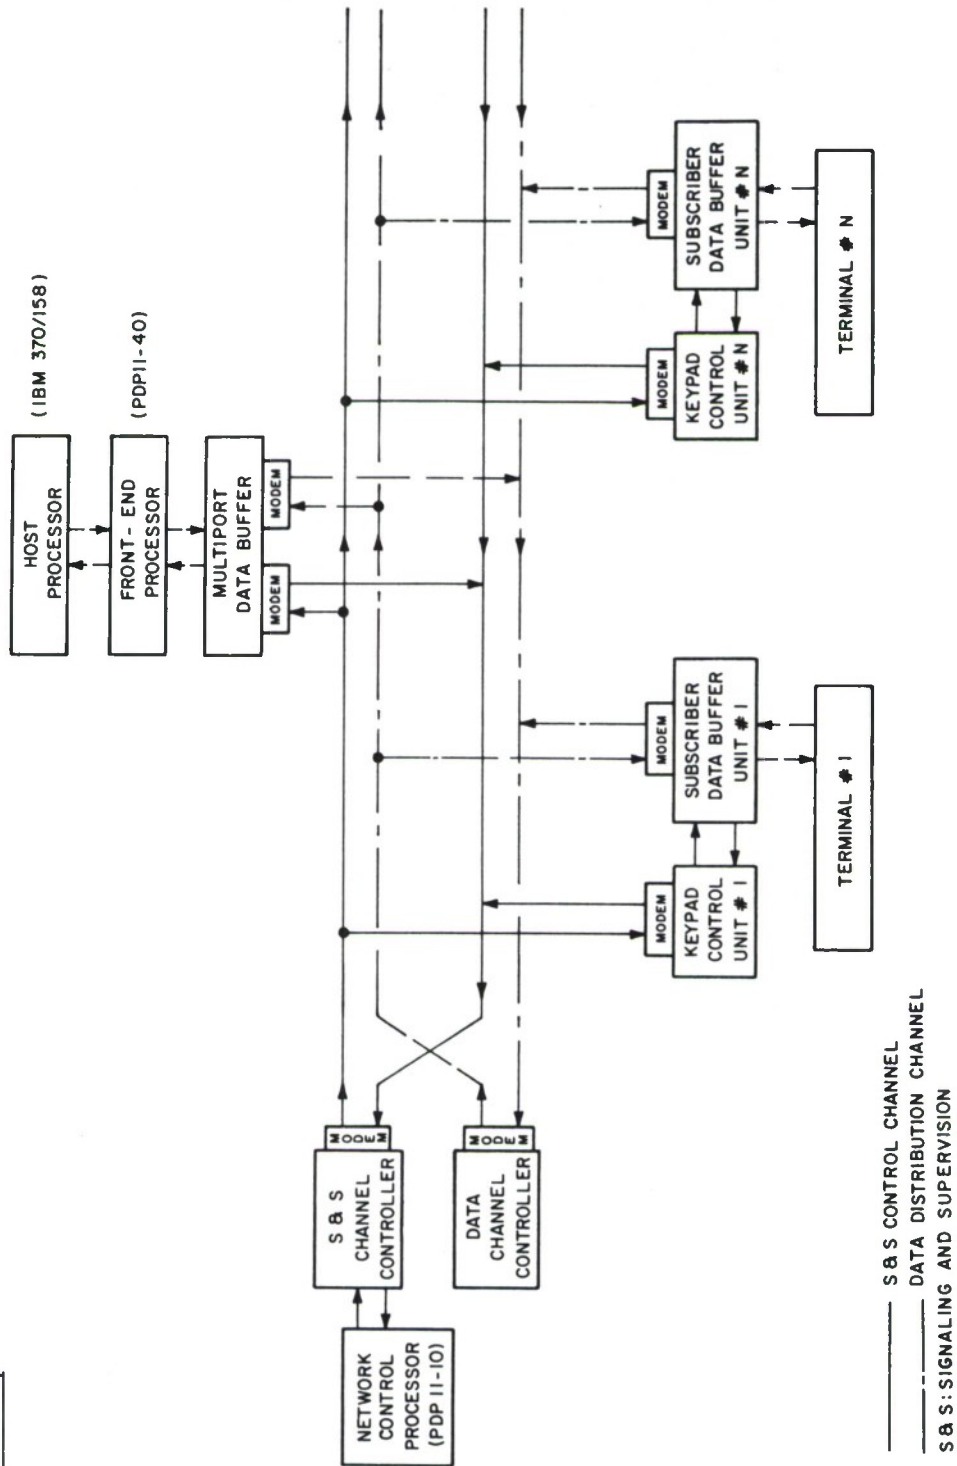 (IBM 370/158)
HOST
PROCESSOR
(PDP11-40)
FRONT-END
PROCESSOR
MULTIPORT
DATA BUFFER
MODEM
MODEM
S & S
CHANNEL
CONTROLLER
MODEM
NETWORK
CONTROL
PROCESSOR
(PDP 11-10)
DATA
CHANNEL
CONTROLLER
MODEM
MODEM
KEYPAD
CONTROL
UNIT # 1
MODEM
SUBSCRIBER
DATA BUFFER
UNIT # 1
TERMINAL # 1
MODEM
KEYPAD
CONTROL
UNIT # N
MODEM
SUBSCRIBER
DATA BUFFER
UNIT # N
TERMINAL # N
S & S CONTROL CHANNEL
DATA DISTRIBUTION CHANNEL
S & S: SIGNALING AND SUPERVISION